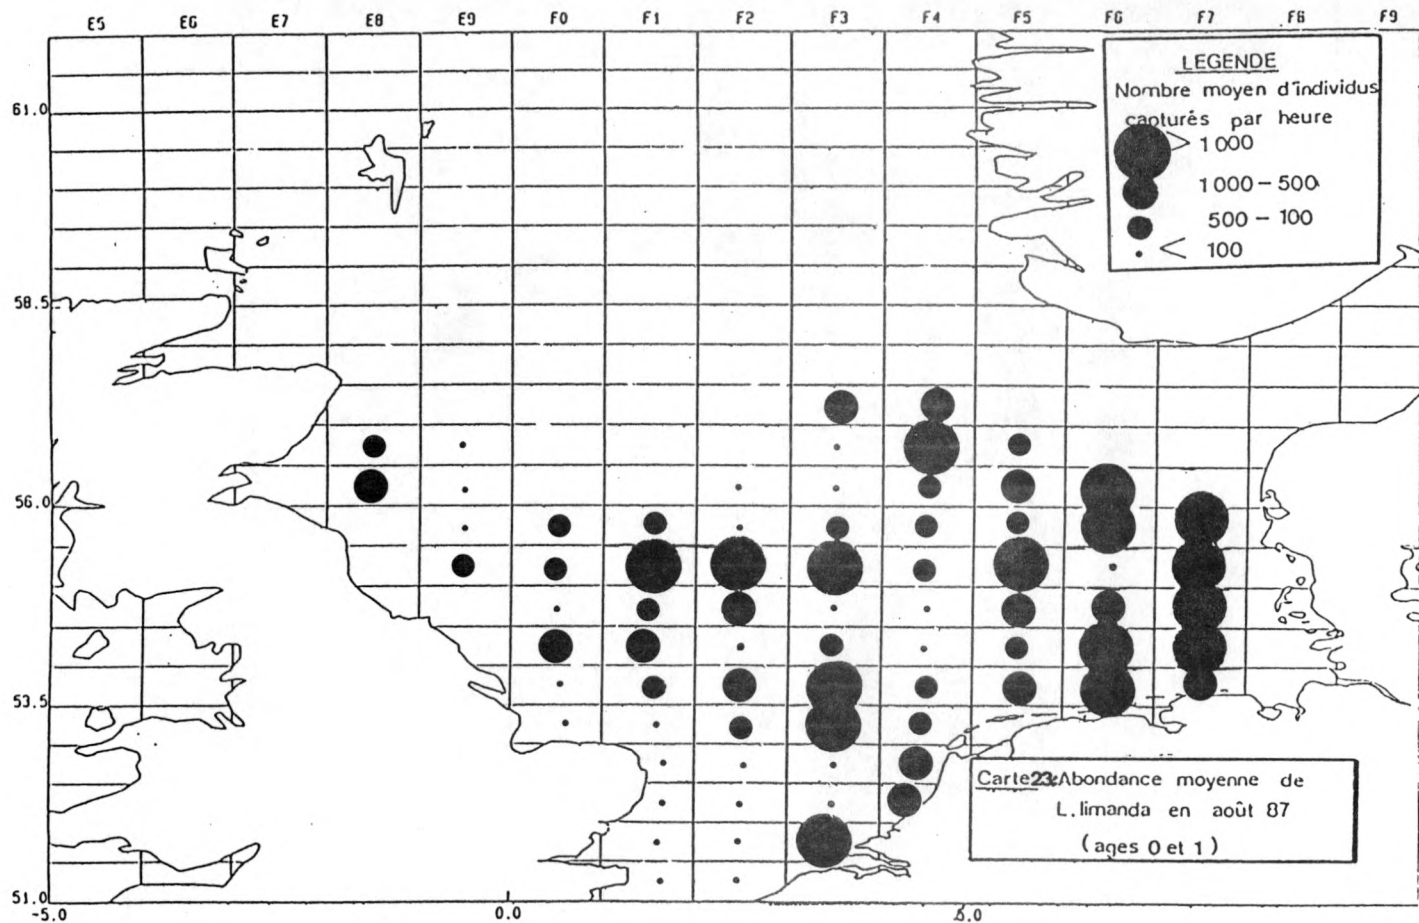 E5 E6 E7 E8 E9 F0 F1 F2 F3 F4 F5 F6 F7 F8 F9
LEGENDE
Nombre moyen d'individus
capturés par heure
> 1 000
1 000 - 500
500 - 100
< 100
61.0
58.5
56.0
53.5
51.0
Carte 23: Abondance moyenne de
L. limanda en août 87
(ages 0 et 1)
-5.0 0.0 5.0